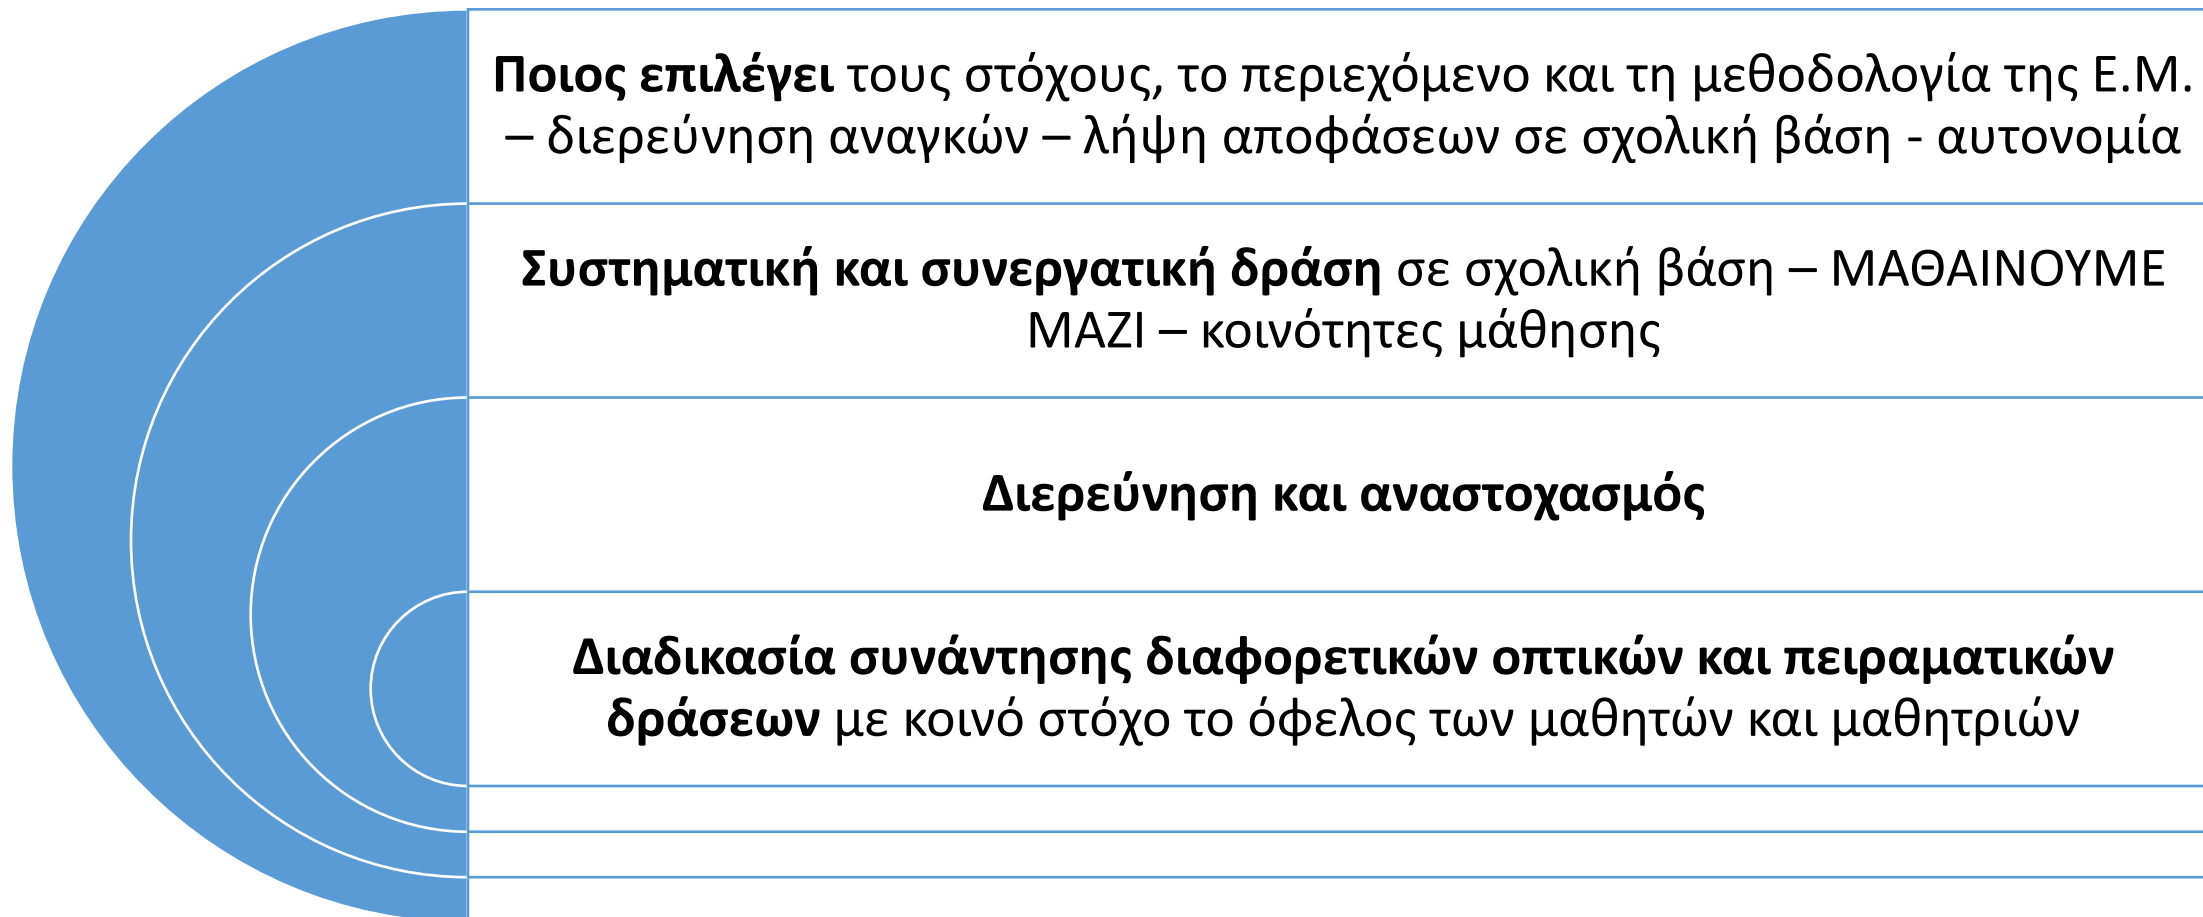 Ποιος επιλέγει τους στόχους, το περιεχόμενο και τη μεθοδολογία της Ε.Μ.
– διερεύνηση αναγκών – λήψη αποφάσεων σε σχολική βάση - αυτονομία
Συστηματική και συνεργατική δράση σε σχολική βάση – ΜΑΘΑΙΝΟΥΜΕ
ΜΑΖΙ – κοινότητες μάθησης
Διερεύνηση και αναστοχασμός
Διαδικασία συνάντησης διαφορετικών οπτικών και πειραματικών
δράσεων με κοινό στόχο το όφελος των μαθητών και μαθητριών